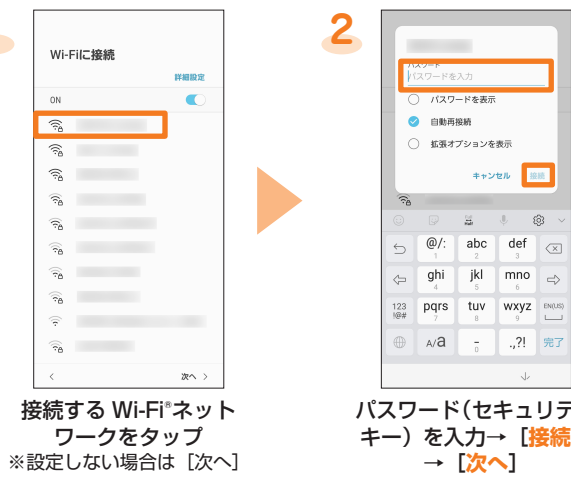 Wi-Fiに接続
詳細設定
ON
次へ
接続する Wi-Fi®ネット
ワークをタップ
※設定しない場合は［次へ］
2
パスワード
パスワードを入力
パスワードを表示
自動再接続
拡張オプションを表示
キャンセル 接続
@/: abc def
1 2 3
ghi jkl mno
4 5 6
123 pqrs tuv wxyz EN(US)
!@# 7 8 9
A/a - .,?! 完了
0
パスワード（セキュリテ
キー）を入力→［接続
→［次へ］